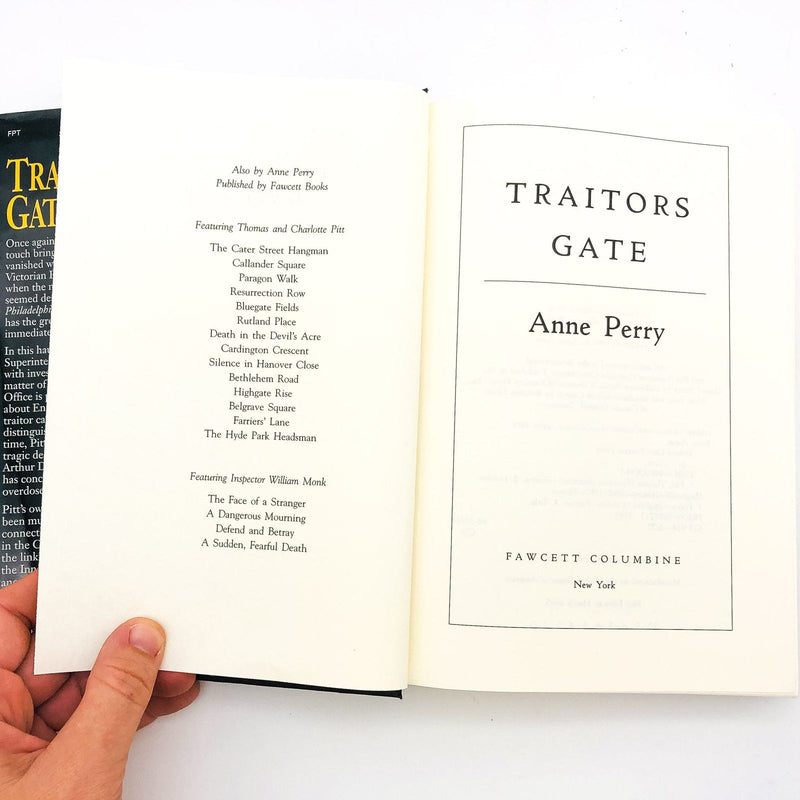 FPT
TRA
GAT
Once again
touch bring
vanished w
Victorian E
when the n
seemed de
Philadelphi
has the gre
immediate
In this hau
Superinte
with inves
matter of
Office is p
about En
traitor ca
distinguis
time, Pit
tragic de
Arthur D
has conc
overdos
Pitt's ow
been mu
connect
in the C
the link
the Inn
an
Also by Anne Perry
Published by Fawcett Books
Featuring Thomas and Charlotte Pitt
The Cater Street Hangman
Callander Square
Paragon Walk
Resurrection Row
Bluegate Fields
Rutland Place
Death in the Devil's Acre
Cardington Crescent
Silence in Hanover Close
Bethlehem Road
Highgate Rise
Belgrave Square
Farriers' Lane
The Hyde Park Headsman
Featuring Inspector William Monk
The Face of a Stranger
A Dangerous Mourning
Defend and Betray
A Sudden, Fearful Death
TRAITORS
GATE
Anne Perry
FAWCETT COLUMBINE
New York